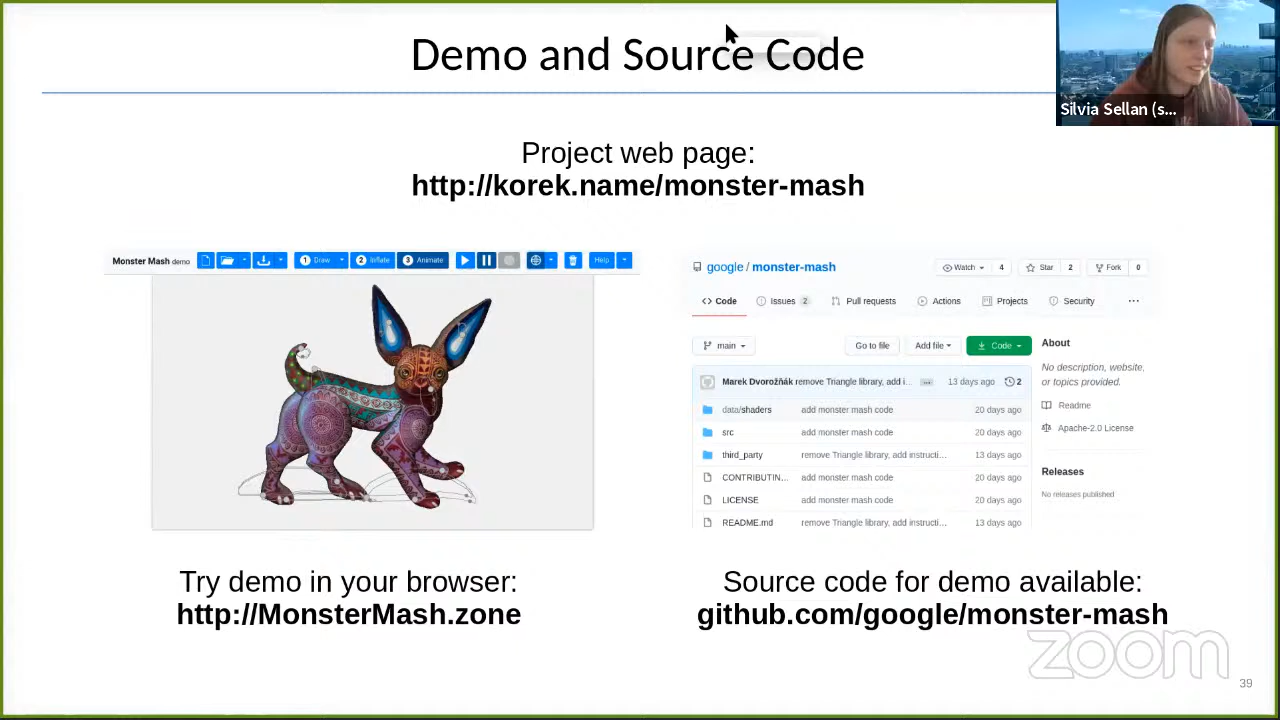 Demo and Source Code
Silvia Sellan (s...
Project web page:
http://korek.name/monster-mash
Monster Mash demo
1 Draw
2 Inflate
3 Animate
Help
google / monster-mash
Watch 4
Star 2
Fork 0
Code
Issues 2
Pull requests
Actions
Projects
Security
...
main
Go to file
Add file
Code
About
No description, website,
or topics provided.
Readme
Apache-2.0 License
Releases
No releases published
Marek Dvorožňák remove Triangle library, add i... ... 13 days ago 2
data/shaders add monster mash code 20 days ago
src add monster mash code 20 days ago
third_party remove Triangle library, add instructi... 13 days ago
CONTRIBUTIN... add monster mash code 20 days ago
LICENSE add monster mash code 20 days ago
README.md remove Triangle library, add instructi... 13 days ago
Try demo in your browser:
http://MonsterMash.zone
Source code for demo available:
github.com/google/monster-mash
zoom
39